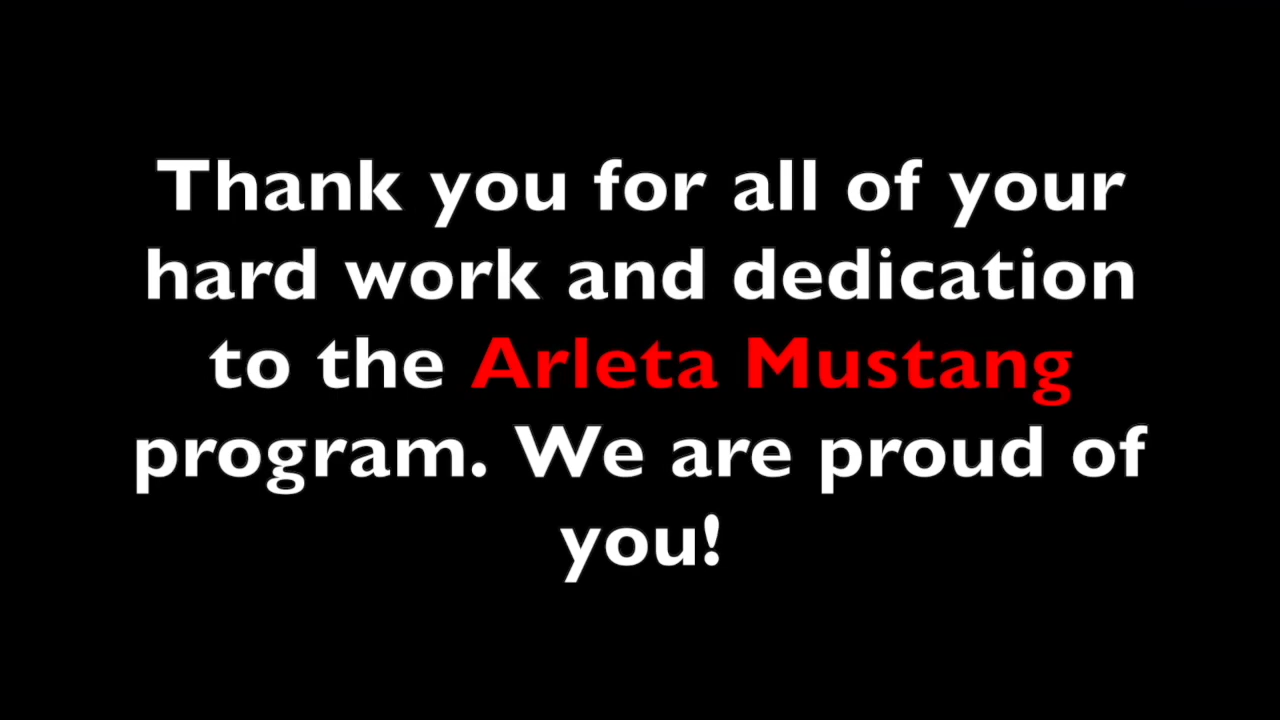 Thank you for all of your
hard work and dedication
to the Arleta Mustang
program. We are proud of
you!